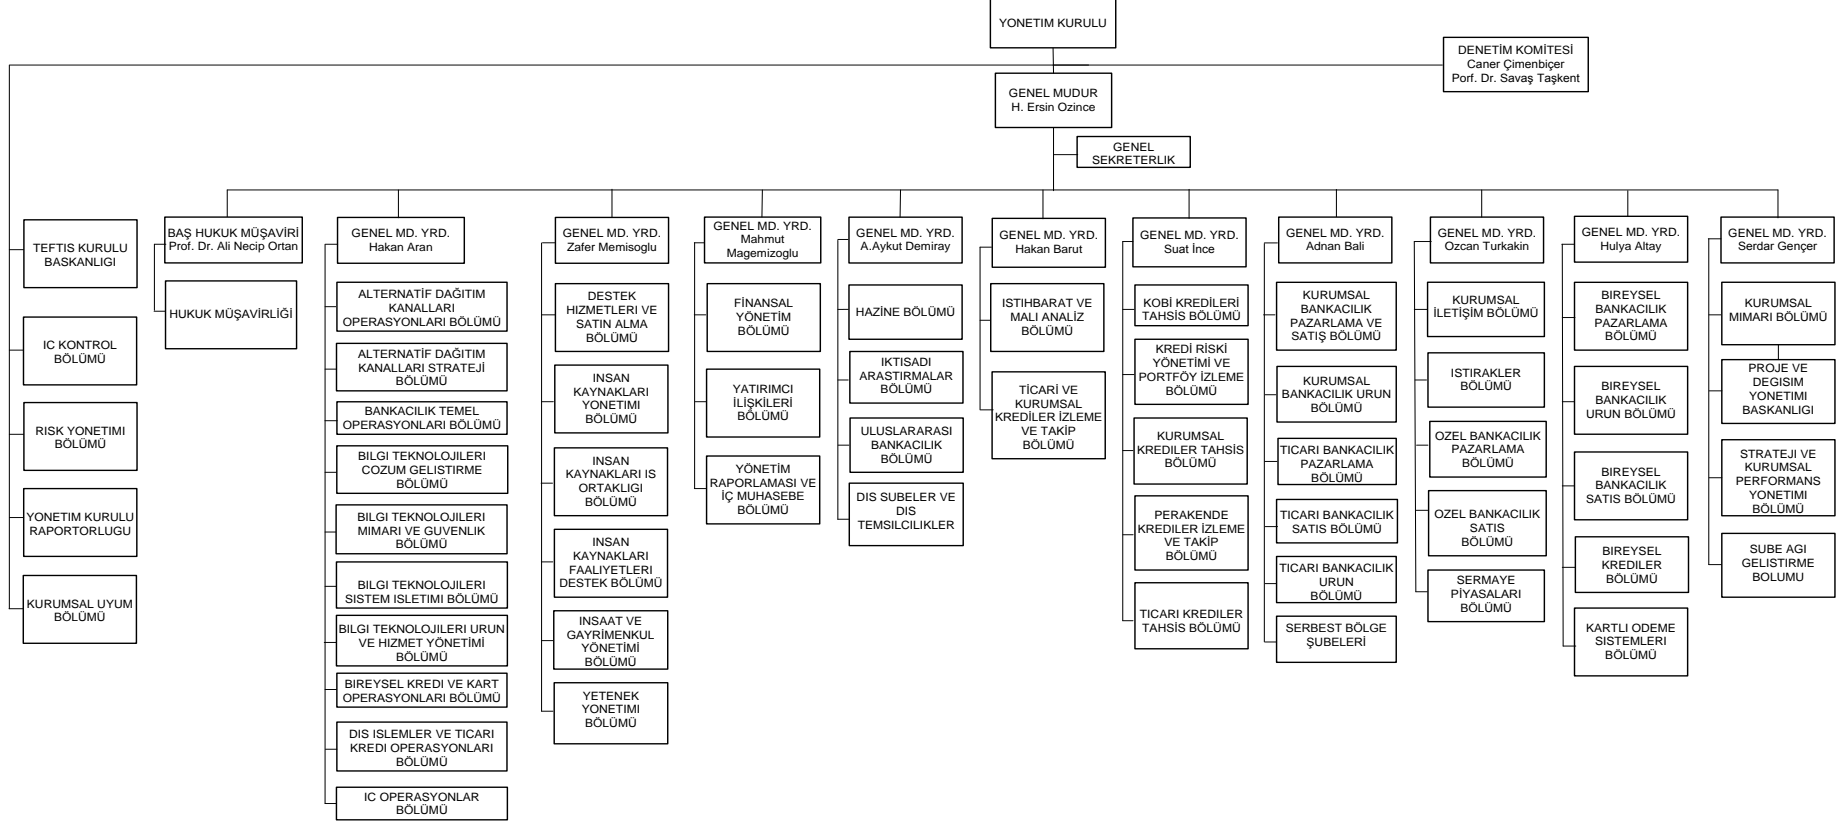 YONETIM KURULU
DENETİM KOMİTESİ
Caner Çimenbiçer
Porf. Dr. Savaş Taşkent
GENEL MUDUR
H. Ersin Ozince
GENEL
SEKRETERLIK
TEFTIS KURULU
BASKANLIGI
IC KONTROL
BÖLÜMÜ
RISK YONETIMI
BÖLÜMÜ
YONETIM KURULU
RAPORTORLUGU
KURUMSAL UYUM
BÖLÜMÜ
BAŞ HUKUK MÜŞAVİRİ
Prof. Dr. Ali Necip Ortan
HUKUK MÜŞAVİRLİĞİ
GENEL MD. YRD.
Hakan Aran
ALTERNATİF DAĞITIM
KANALLARI
OPERASYONLARI BÖLÜMÜ
ALTERNATİF DAĞITIM
KANALLARI STRATEJİ
BÖLÜMÜ
BANKACILIK TEMEL
OPERASYONLARI BÖLÜMÜ
BILGI TEKNOLOJILERI
COZUM GELISTIRME
BÖLÜMÜ
BILGI TEKNOLOJILERI
MIMARI VE GUVENLIK
BÖLÜMÜ
BILGI TEKNOLOJILERI
SISTEM ISLETIMI BÖLÜMÜ
BILGI TEKNOLOJILERI URUN
VE HIZMET YÖNETİMİ
BÖLÜMÜ
BIREYSEL KREDI VE KART
OPERASYONLARI BÖLÜMÜ
DIS ISLEMLER VE TICARI
KREDI OPERASYONLARI
BÖLÜMÜ
IC OPERASYONLAR
BÖLÜMÜ
GENEL MD. YRD.
Zafer Memisoglu
DESTEK
HIZMETLERI VE
SATIN ALMA
BÖLÜMÜ
INSAN
KAYNAKLARI
YONETIMI
BÖLÜMÜ
INSAN
KAYNAKLARI IS
ORTAKLIGI
BÖLÜMÜ
INSAN
KAYNAKLARI
FAALIYETLERI
DESTEK BÖLÜMÜ
INSAAT VE
GAYRİMENKUL
YÖNETİMİ
BÖLÜMÜ
YETENEK
YONETIMI
BÖLÜMÜ
GENEL MD. YRD.
Mahmut
Magemizoglu
FİNANSAL
YÖNETİM
BÖLÜMÜ
YATIRIMCI
İLİŞKİLERİ
BÖLÜMÜ
YÖNETİM
RAPORLAMASI VE
İÇ MUHASEBE
BÖLÜMÜ
GENEL MD. YRD.
A.Aykut Demiray
HAZİNE BÖLÜMÜ
IKTISADI
ARASTIRMALAR
BÖLÜMÜ
ULUSLARARASI
BANKACILIK
BÖLÜMÜ
DIS SUBELER VE
DIS
TEMSILCILIKLER
GENEL MD. YRD.
Hakan Barut
ISTIHBARAT VE
MALI ANALİZ
BÖLÜMÜ
TİCARİ VE
KURUMSAL
KREDİLER İZLEME
VE TAKİP BÖLÜMÜ
GENEL MD. YRD.
Suat İnce
KOBİ KREDİLERİ
TAHSİS BÖLÜMÜ
KREDİ RİSKİ
YÖNETİMİ VE
PORTFÖY İZLEME
BÖLÜMÜ
KURUMSAL
KREDILER TAHSİS
BÖLÜMÜ
PERAKENDE
KREDILER İZLEME
VE TAKİP
BÖLÜMÜ
TICARI KREDILER
TAHSİS BÖLÜMÜ
GENEL MD. YRD.
Adnan Bali
KURUMSAL
BANKACILIK
PAZARLAMA VE
SATIŞ BÖLÜMÜ
KURUMSAL
BANKACILIK URUN
BÖLÜMÜ
TICARI BANKACILIK
PAZARLAMA
BÖLÜMÜ
TICARI BANKACILIK
SATIS BÖLÜMÜ
TICARI BANKACILIK
URUN
BÖLÜMÜ
SERBEST BÖLGE
ŞUBELERİ
GENEL MD. YRD.
Ozcan Turkakin
KURUMSAL
İLETİŞİM BÖLÜMÜ
ISTIRAKLER
BÖLÜMÜ
OZEL BANKACILIK
PAZARLAMA
BÖLÜMÜ
OZEL BANKACILIK
SATIS
BÖLÜMÜ
SERMAYE
PİYASALARI
BÖLÜMÜ
GENEL MD. YRD.
Hulya Altay
BIREYSEL
BANKACILIK
PAZARLAMA
BÖLÜMÜ
BIREYSEL
BANKACILIK
URUN BÖLÜMÜ
BIREYSEL
BANKACILIK
SATIS BÖLÜMÜ
BIREYSEL
KREDILER
BÖLÜMÜ
KARTLI ODEME
SISTEMLERI
BÖLÜMÜ
GENEL MD. YRD.
Serdar Gençer
KURUMSAL
MIMARI BÖLÜMÜ
PROJE VE
DEGISIM
YONETIMI
BASKANLIGI
STRATEJI VE
KURUMSAL
PERFORMANS
YONETIMI
BÖLÜMÜ
SUBE AGI
GELISTIRME
BOLUMU